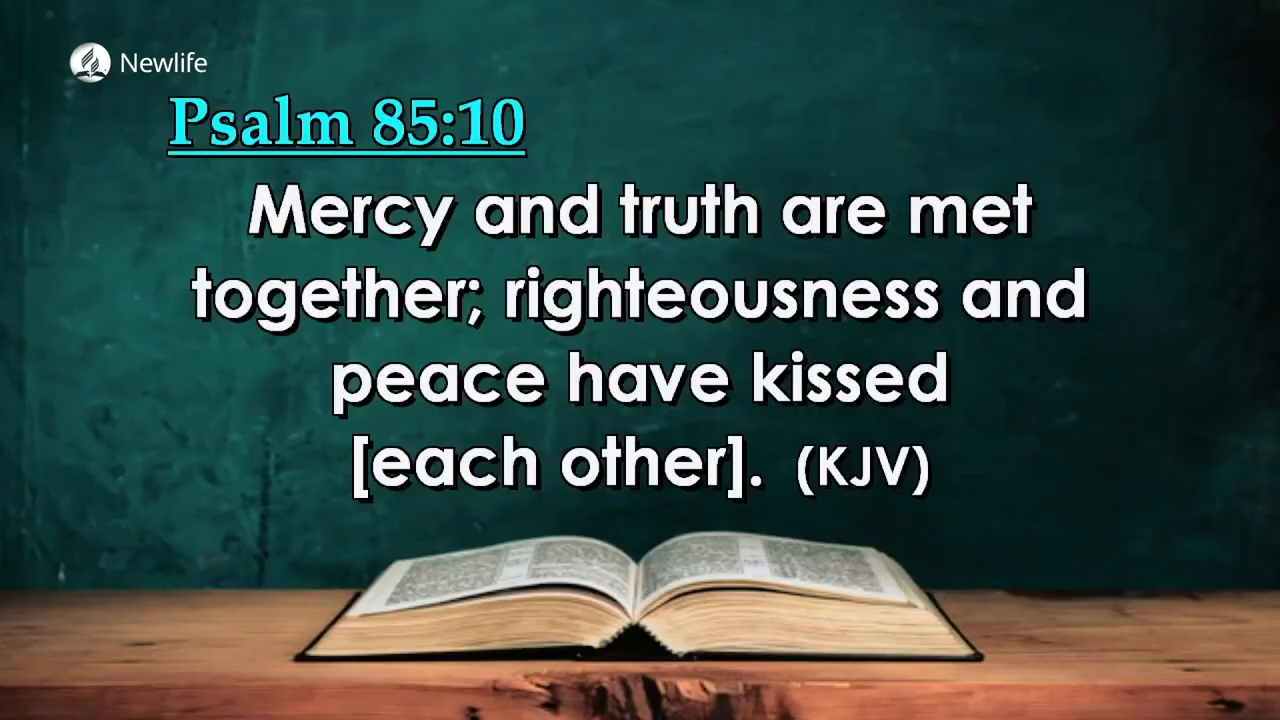 Newlife
Psalm 85:10
Mercy and truth are met
together; righteousness and
peace have kissed
[each other]. (KJV)